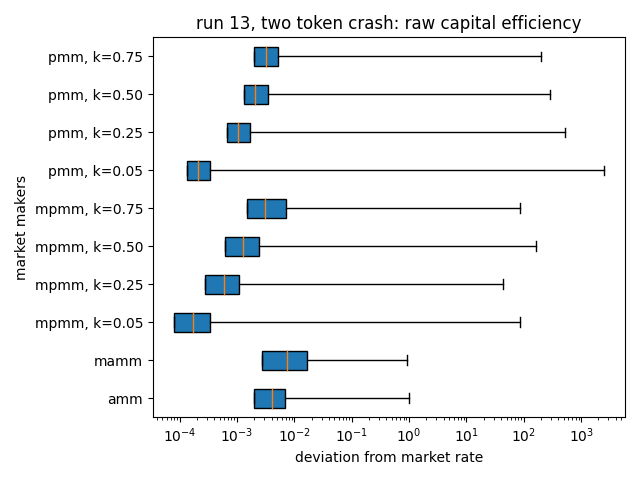 run 13, two token crash: raw capital efficiency
pmm, k=0.75
pmm, k=0.50
pmm, k=0.25
pmm, k=0.05
mpmm, k=0.75
mpmm, k=0.50
mpmm, k=0.25
mpmm, k=0.05
mamm
amm
market makers
10⁻⁴ 10⁻³ 10⁻² 10⁻¹ 10⁰ 10¹ 10² 10³
deviation from market rate